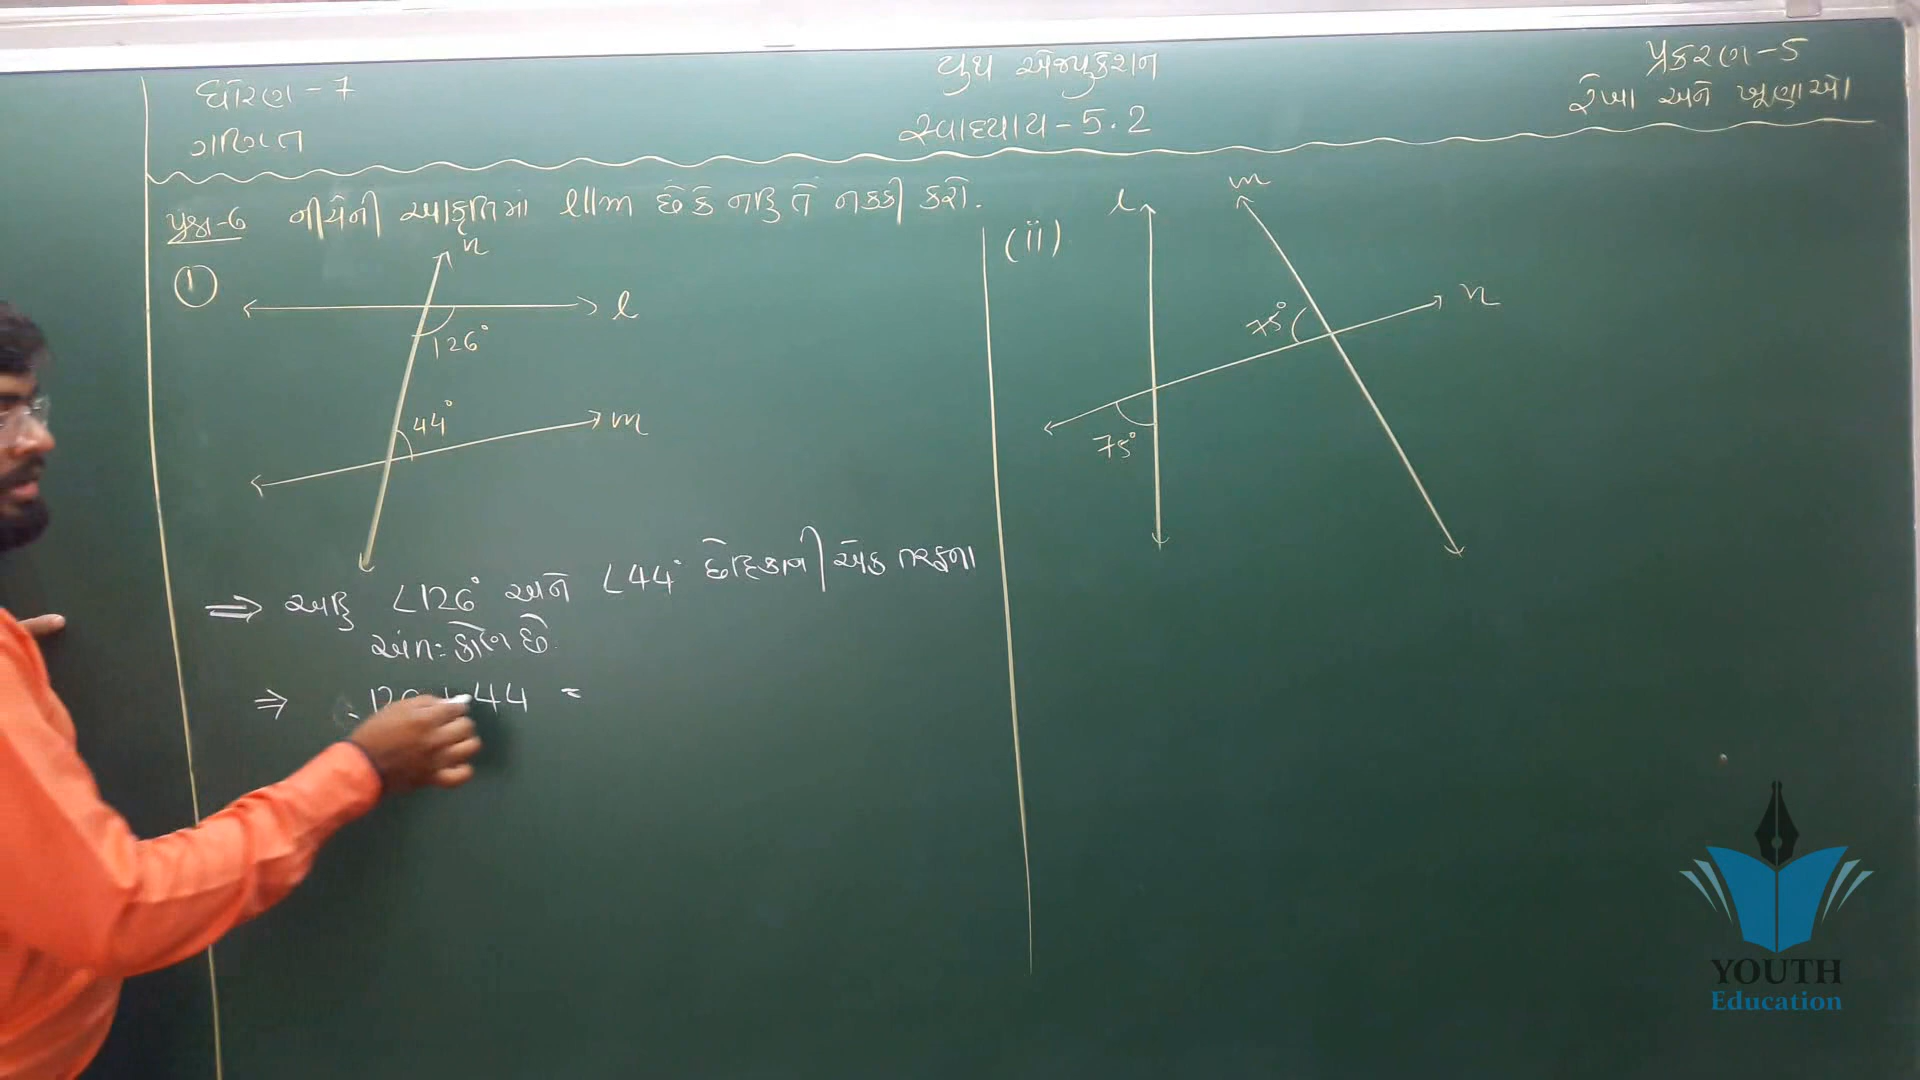 ધોરણ - 7
ગણિત
યુથ એજ્યુકેશન
સ્વાધ્યાય - 5.2
પ્રકરણ - 5
રેખા અને ખૂણાઓ
પ્રશ્ન-6 નીચેની આકૃતિમાં l||m છે કે નહિ તે નક્કી કરો.
1
n
l
126°
44°
m
⇒ અહિ ∠126° અને ∠44° છેદિકાની એક તરફના
અંતઃકોણ છે.
⇒ 44 =
(ii)
l
m
n
75°
75°
YOUTH
Education